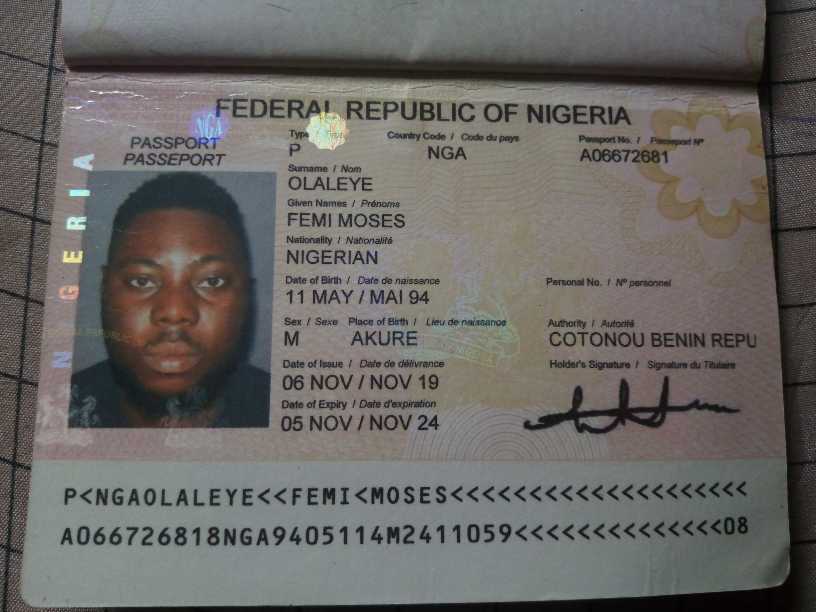 FEDERAL REPUBLIC OF NIGERIA
PASSPORT
PASSEPORT
Type
Country Code / Code du pays
Passport No. / Passeport Nº
P
NGA
A06672681
Surname / Nom
OLALEYE
Given Names / Prénoms
FEMI MOSES
Nationality / Nationalité
NIGERIAN
Date of Birth / Date de naissance
Personal No. / Nº personnel
11 MAY / MAI 94
Sex / Sexe
Place of Birth / Lieu de naissance
Authority / Autorité
M
AKURE
COTONOU BENIN REPU
Date of Issue / Date de délivrance
Holder's Signature / Signature du Titulaire
06 NOV / NOV 19
Date of Expiry / Date d'expiration
05 NOV / NOV 24
NIGERIA
NGA
P<NGAOLALEYE<<FEMI<MOSES<<<<<<<<<<<<<<<<<<<<
A066726818NGA9405114M2411059<<<<<<<<<<<<<<08